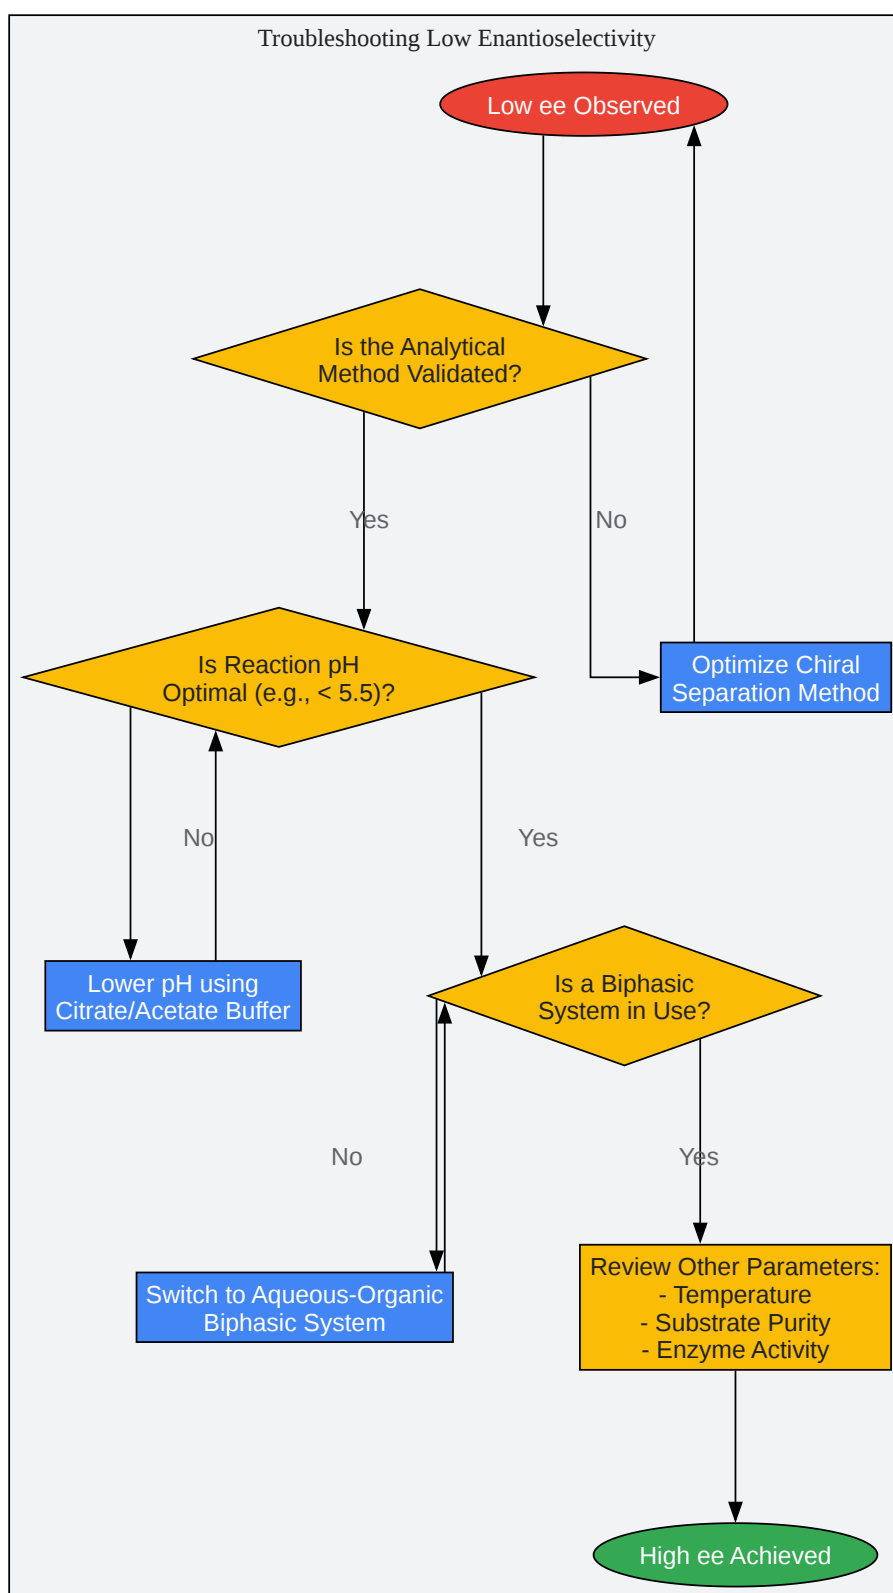 Troubleshooting Low Enantioselectivity
Low ee Observed
Is the Analytical
Method Validated?
Yes
No
Is Reaction pH
Optimal (e.g., < 5.5)?
Optimize Chiral
Separation Method
No
Yes
Lower pH using
Citrate/Acetate Buffer
Is a Biphasic
System in Use?
No
Yes
Switch to Aqueous-Organic
Biphasic System
Review Other Parameters:
- Temperature
- Substrate Purity
- Enzyme Activity
High ee Achieved